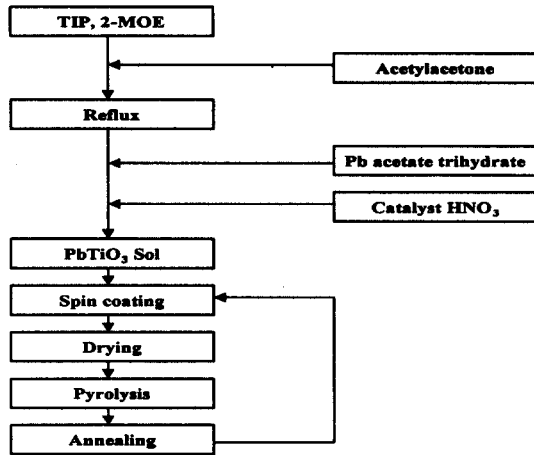 TIP, 2-MOE
Acetylacetone
Reflux
Pb acetate trihydrate
Catalyst HNO₃
PbTiO₃ Sol
Spin coating
Drying
Pyrolysis
Annealing